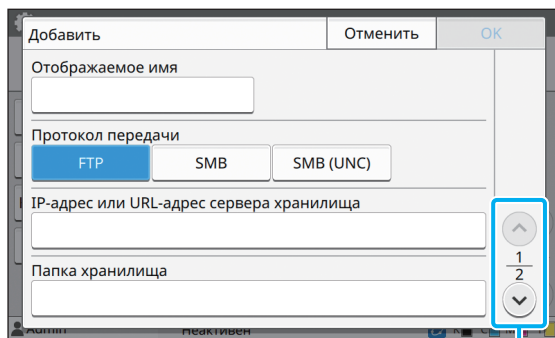 Добавить
Отменить
OK
Отображаемое имя
Протокол передачи
FTP
SMB
SMB (UNC)
IP-адрес или URL-адрес сервера хранилища
1
2
Папка хранилища
Admin
Неактивен